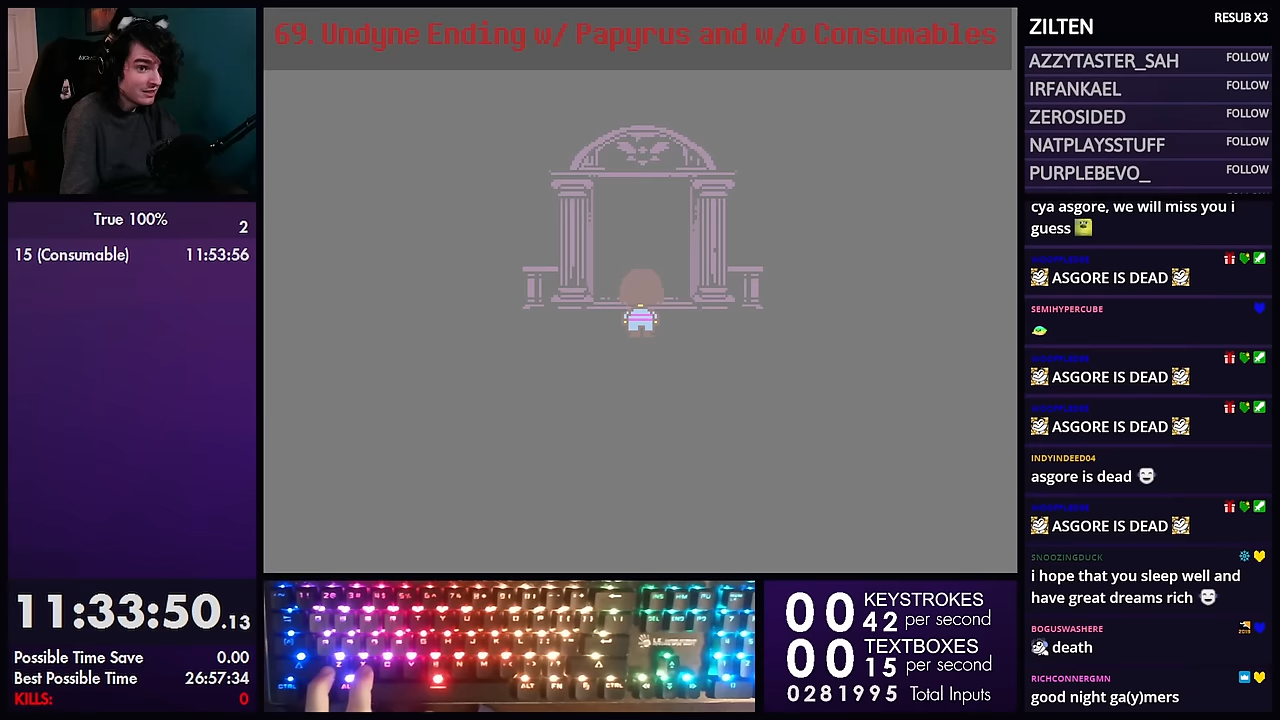 69. Undyne Ending w/ Papyrus and w/o Consumables
True 100%
2
15 (Consumable) 11:53:56
11:33:50.13
Possible Time Save 0.00
Best Possible Time 26:57:34
KILLS: 0
00 42 KEYSTROKES per second
00 15 TEXTBOXES per second
0281995 Total Inputs
ZILTEN RESUB X3
AZZYTASTER_SAH FOLLOW
IRFANKAEL FOLLOW
ZEROSIDED FOLLOW
NATPLAYSSTUFF FOLLOW
PURPLEBEVO_ FOLLOW
cya asgore, we will miss you i
guess
ASGORE IS DEAD
SEMIHYPERCUBE
ASGORE IS DEAD
ASGORE IS DEAD
INDYINDEED04
asgore is dead
ASGORE IS DEAD
SNOOZINGDUCK
i hope that you sleep well and
have great dreams rich
BOGUSWASHERE
death
RICHCONNERGMN
good night ga(y)mers